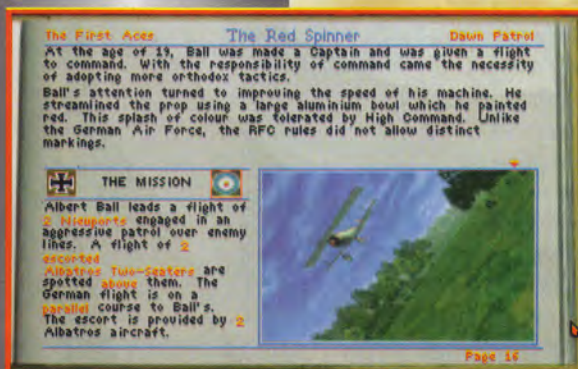 The First Aces The Red Spinner Dawn Patrol
At the age of 19, Ball was made a Captain and was given a flight
to command. With the responsibility of command came the necessity
of adopting more orthodox tactics.
Ball's attention turned to improving the speed of his machine. He
streamlined the prop using a large aluminium bowl which he painted
red. This splash of colour was tolerated by High Command. Unlike
the German Air Force, the RFC rules did not allow distinct
markings.
THE MISSION
Albert Ball leads a flight of
2 Nieuports engaged in an
aggressive patrol over enemy
lines. A flight of 2
escorted
Albatros Two-Seaters are
spotted above them. The
German flight is on a
parallel course to Ball's.
The escort is provided by 2
Albatros aircraft.
Page 16